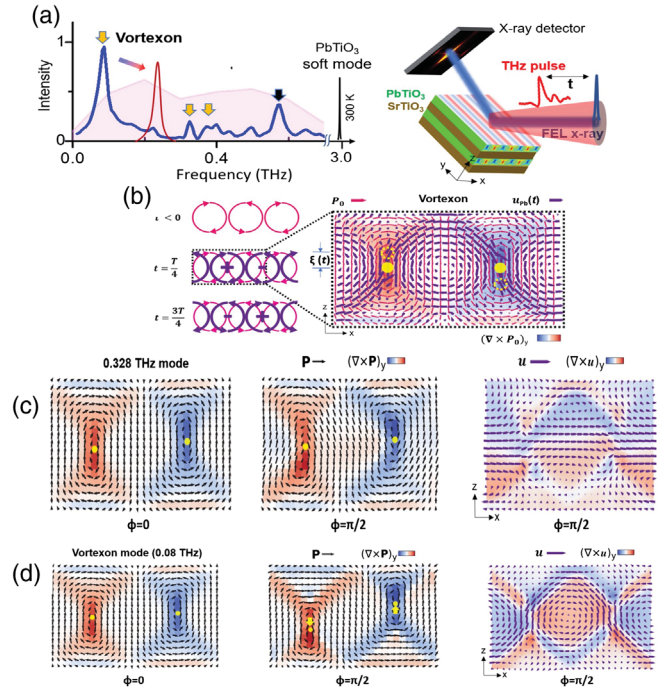 (a)
Intensity
1
0
Vortexon
PbTiO3
soft mode
300 K
0.0
0.4
3.0
Frequency (THz)
X-ray detector
THz pulse
t
PbTiO3
SrTiO3
FEL x-ray
z
y
x
(b)
P0
Vortexon
uPb(t)
t < 0
t = T/4
t = 3T/4
ξ (t)
z
x
(∇ × P0)y
(c)
0.328 THz mode
P
(∇×P)y
u
(∇×u)y
z
x
ϕ=0
ϕ=π/2
ϕ=π/2
(d)
Vortexon mode (0.08 THz)
P
(∇×P)y
u
(∇×u)y
z
x
ϕ=0
ϕ=π/2
ϕ=π/2